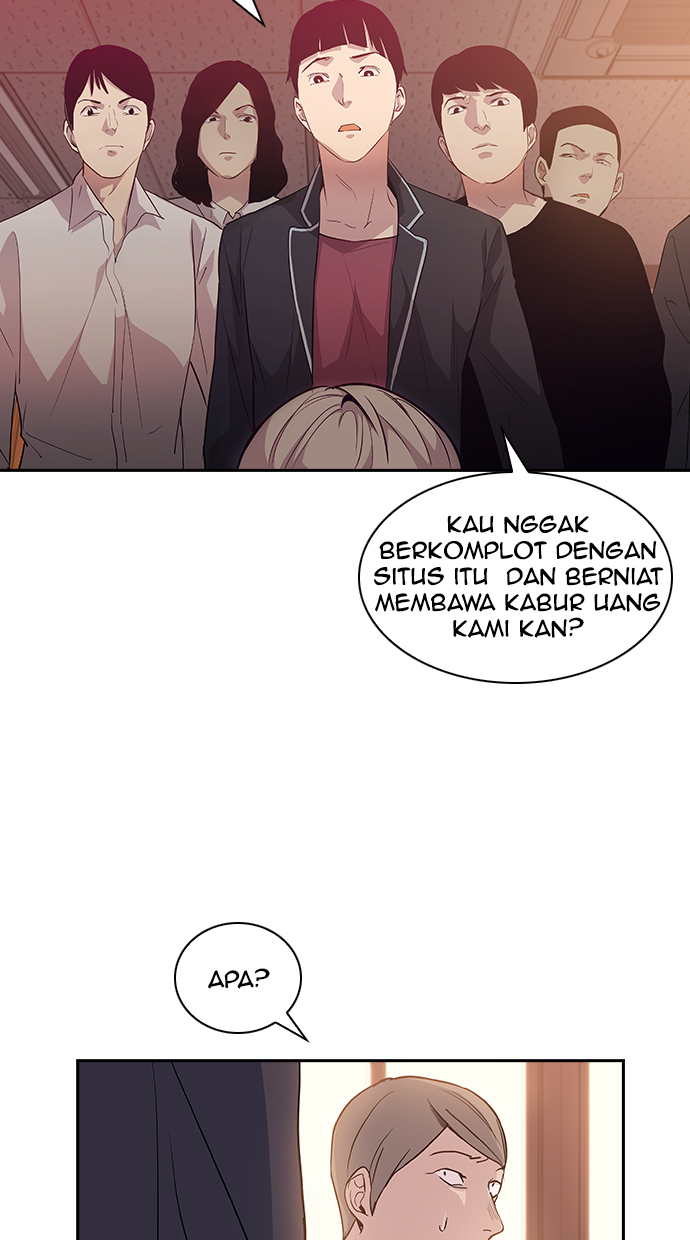 KAU NGGAK
BERKOMPLOT DENGAN
SITUS ITU DAN BERNIAT
MEMBAWA KABUR UANG
KAMI KAN?
APA?